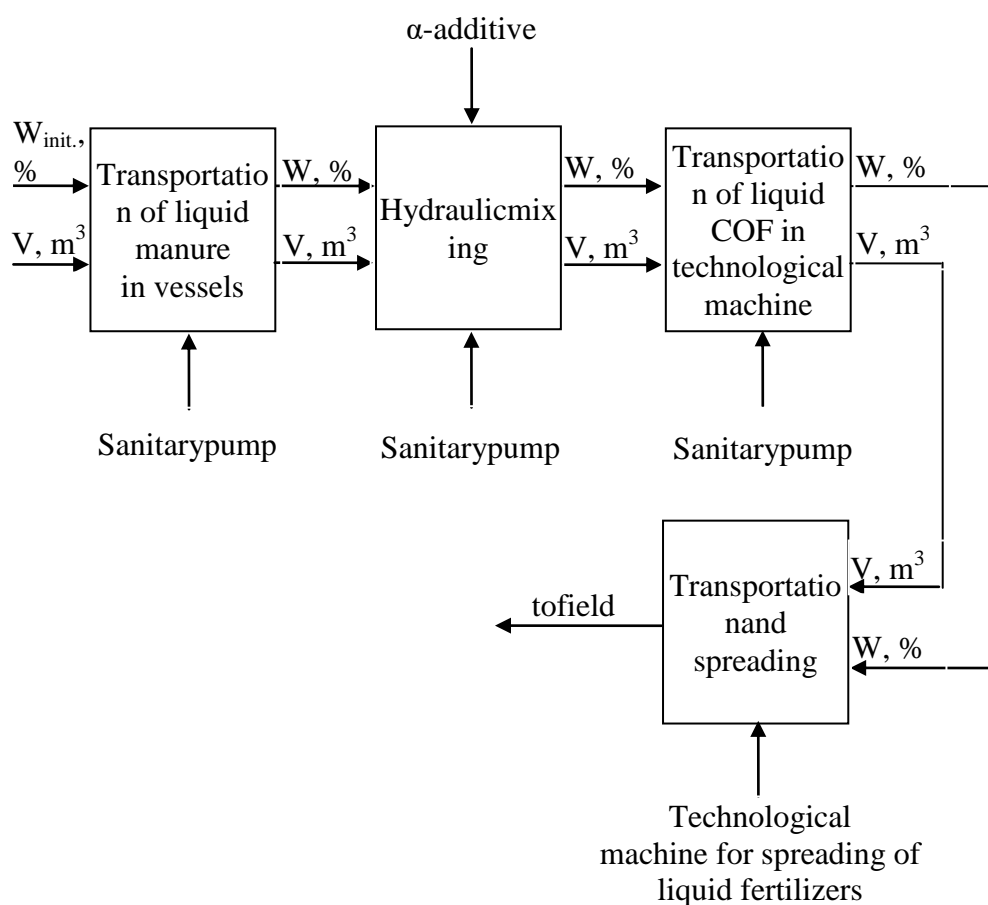 α-additive
W_init.,
%
V, m³
Transportatio
n of liquid
manure
in vessels
W, %
V, m³
Hydraulicmix
ing
W, %
V, m³
Transportatio
n of liquid
COF in
technological
machine
W, %
V, m³
Sanitarypump
Sanitarypump
Sanitarypump
V, m³
W, %
Transportatio
nand
spreading
tofield
Technological
machine for spreading of
liquid fertilizers